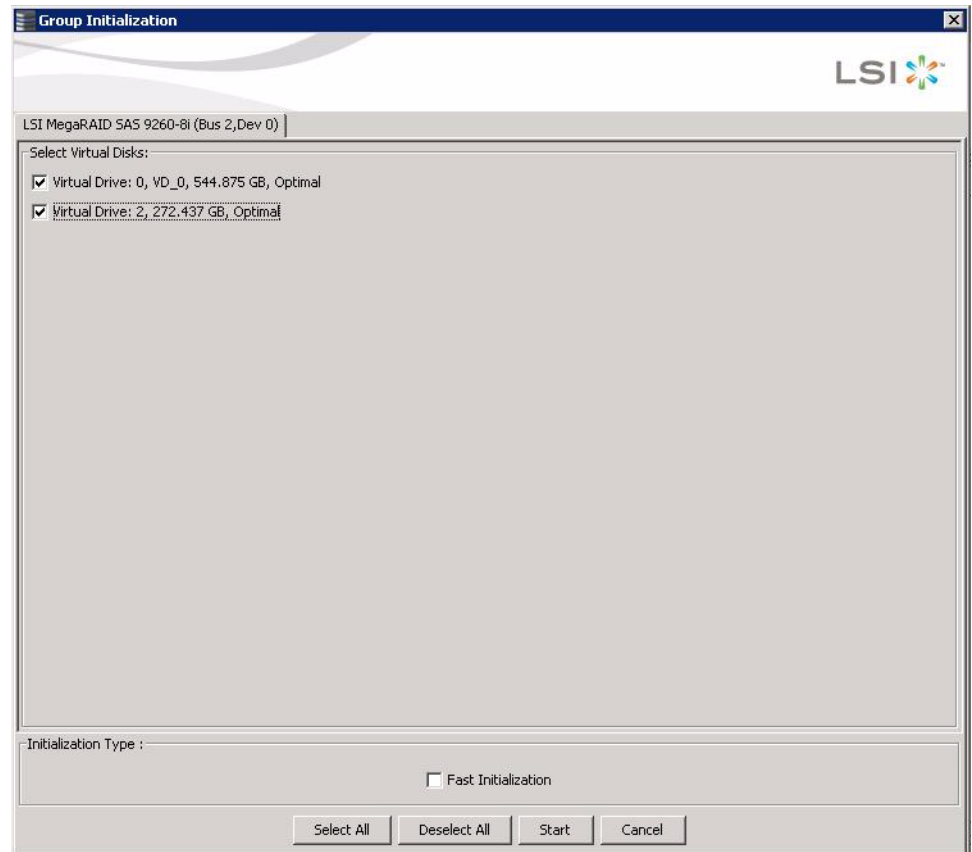 Group Initialization
LSI
LSI MegaRAID SAS 9260-8i (Bus 2,Dev 0)
Select Virtual Disks:
Virtual Drive: 0, VD_0, 544.875 GB, Optimal
Virtual Drive: 2, 272.437 GB, Optimal
Initialization Type :
Fast Initialization
Select All
Deselect All
Start
Cancel